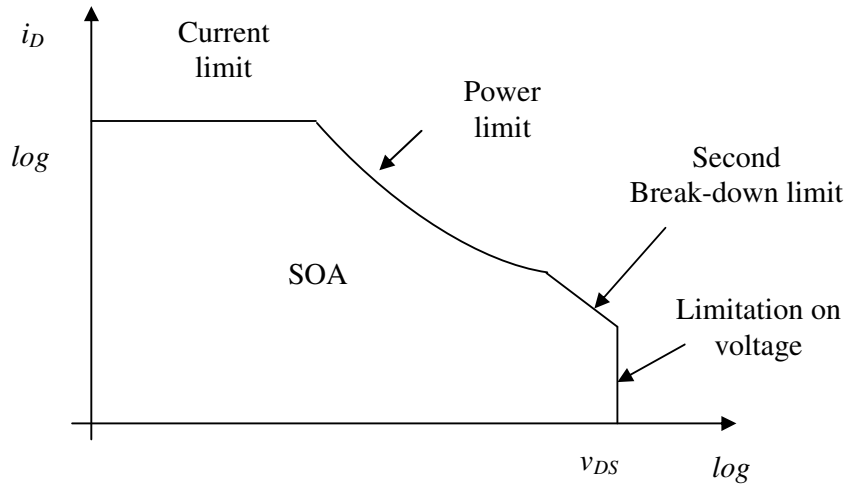 i_D
Current
limit
Power
limit
log
Second
Break-down limit
SOA
Limitation on
voltage
v_DS
log